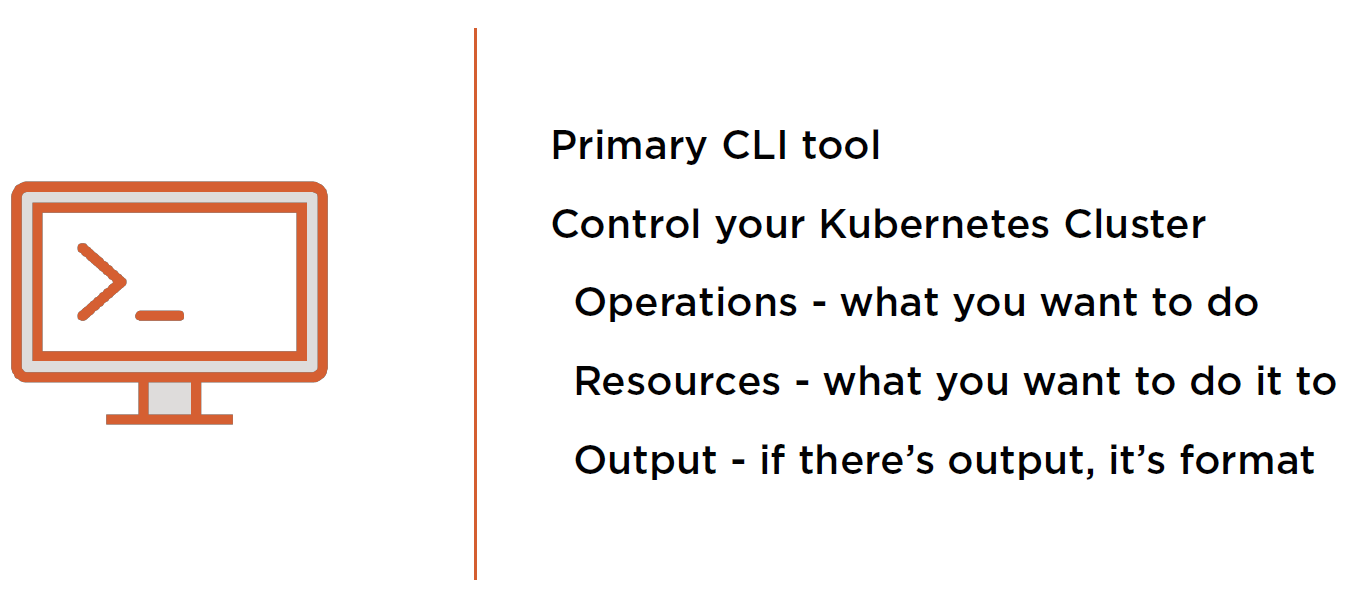 Primary CLI tool
Control your Kubernetes Cluster
Operations - what you want to do
Resources - what you want to do it to
Output - if there’s output, it’s format